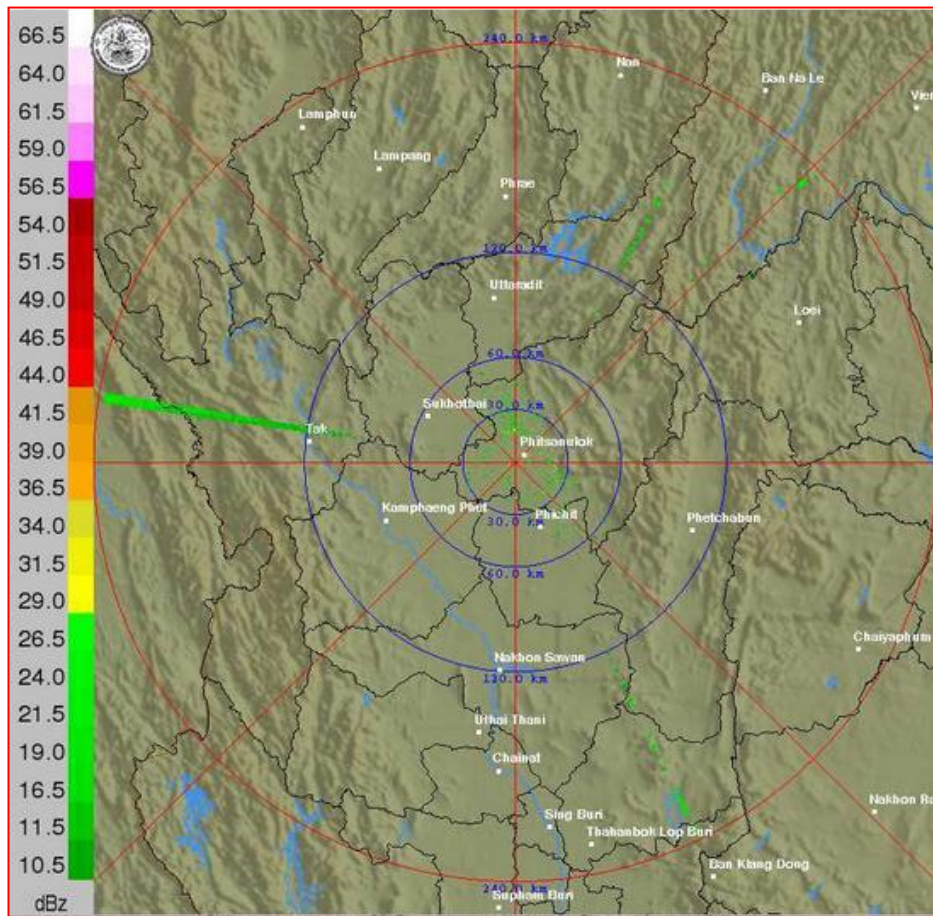 66.5
64.0
61.5
59.0
56.5
54.0
51.5
49.0
46.5
44.0
41.5
39.0
36.5
34.0
31.5
29.0
26.5
24.0
21.5
19.0
16.5
11.5
10.5
dBz
240.0 km
Nan
Ban Na Le
Lamphun
Lampang
Phrae
120.0 km
Uttaradit
Loei
60.0 km
Sukhothai
30.0 km
Tak
Phitsanulok
Kamphaeng Phet
Phichit
30.0 km
Phetchabun
60.0 km
Chaiyaphum
Nakhon Sawan
120.0 km
Uthai Thani
Chainat
Nakhon Ra
Sing Buri
Thahanbok Lop Buri
Ban Klang Dong
240.0 km
Suphan Buri